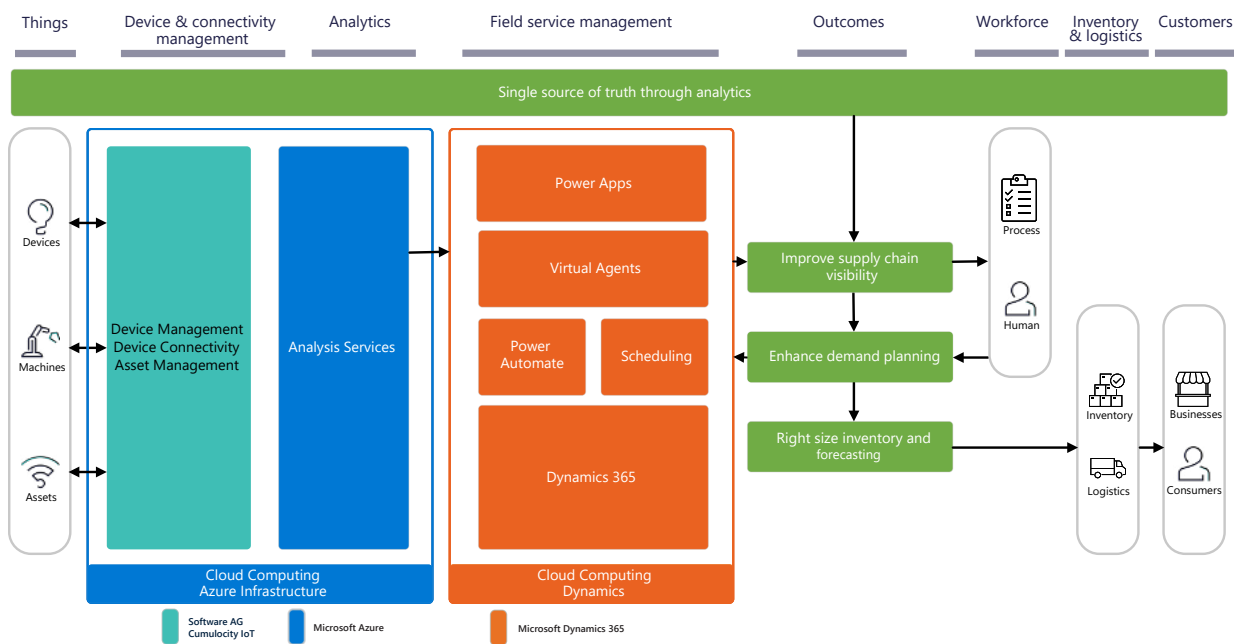 Things
Device & connectivity
management
Analytics
Field service management
Outcomes
Workforce
Inventory
& logistics
Customers
Single source of truth through analytics
Devices
Machines
Assets
Device Management
Device Connectivity
Asset Management
Analysis Services
Cloud Computing
Azure Infrastructure
Power Apps
Virtual Agents
Power
Automate
Scheduling
Dynamics 365
Cloud Computing
Dynamics
Improve supply chain
visibility
Enhance demand planning
Right size inventory and
forecasting
Process
Human
Inventory
Logistics
Businesses
Consumers
Software AG
Cumulocity IoT
Microsoft Azure
Microsoft Dynamics 365